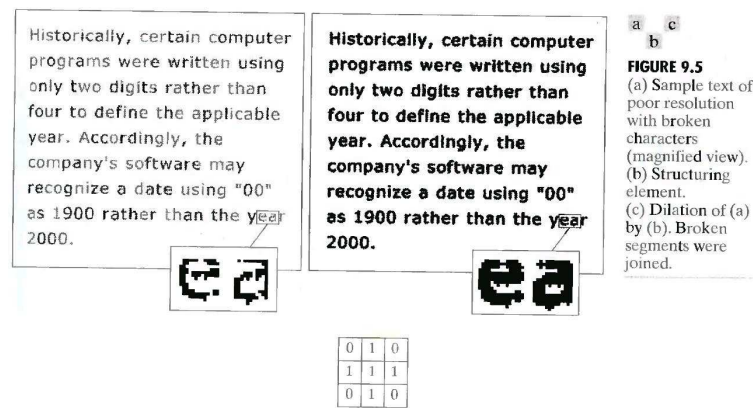 Historically, certain computer
programs were written using
only two digits rather than
four to define the applicable
year. Accordingly, the
company's software may
recognize a date using "00"
as 1900 rather than the year
2000.
ea
Historically, certain computer
programs were written using
only two digits rather than
four to define the applicable
year. Accordingly, the
company's software may
recognize a date using "00"
as 1900 rather than the year
2000.
ea
a c
b
FIGURE 9.5
(a) Sample text of
poor resolution
with broken
characters
(magnified view).
(b) Structuring
element.
(c) Dilation of (a)
by (b). Broken
segments were
joined.
0 1 0
1 1 1
0 1 0